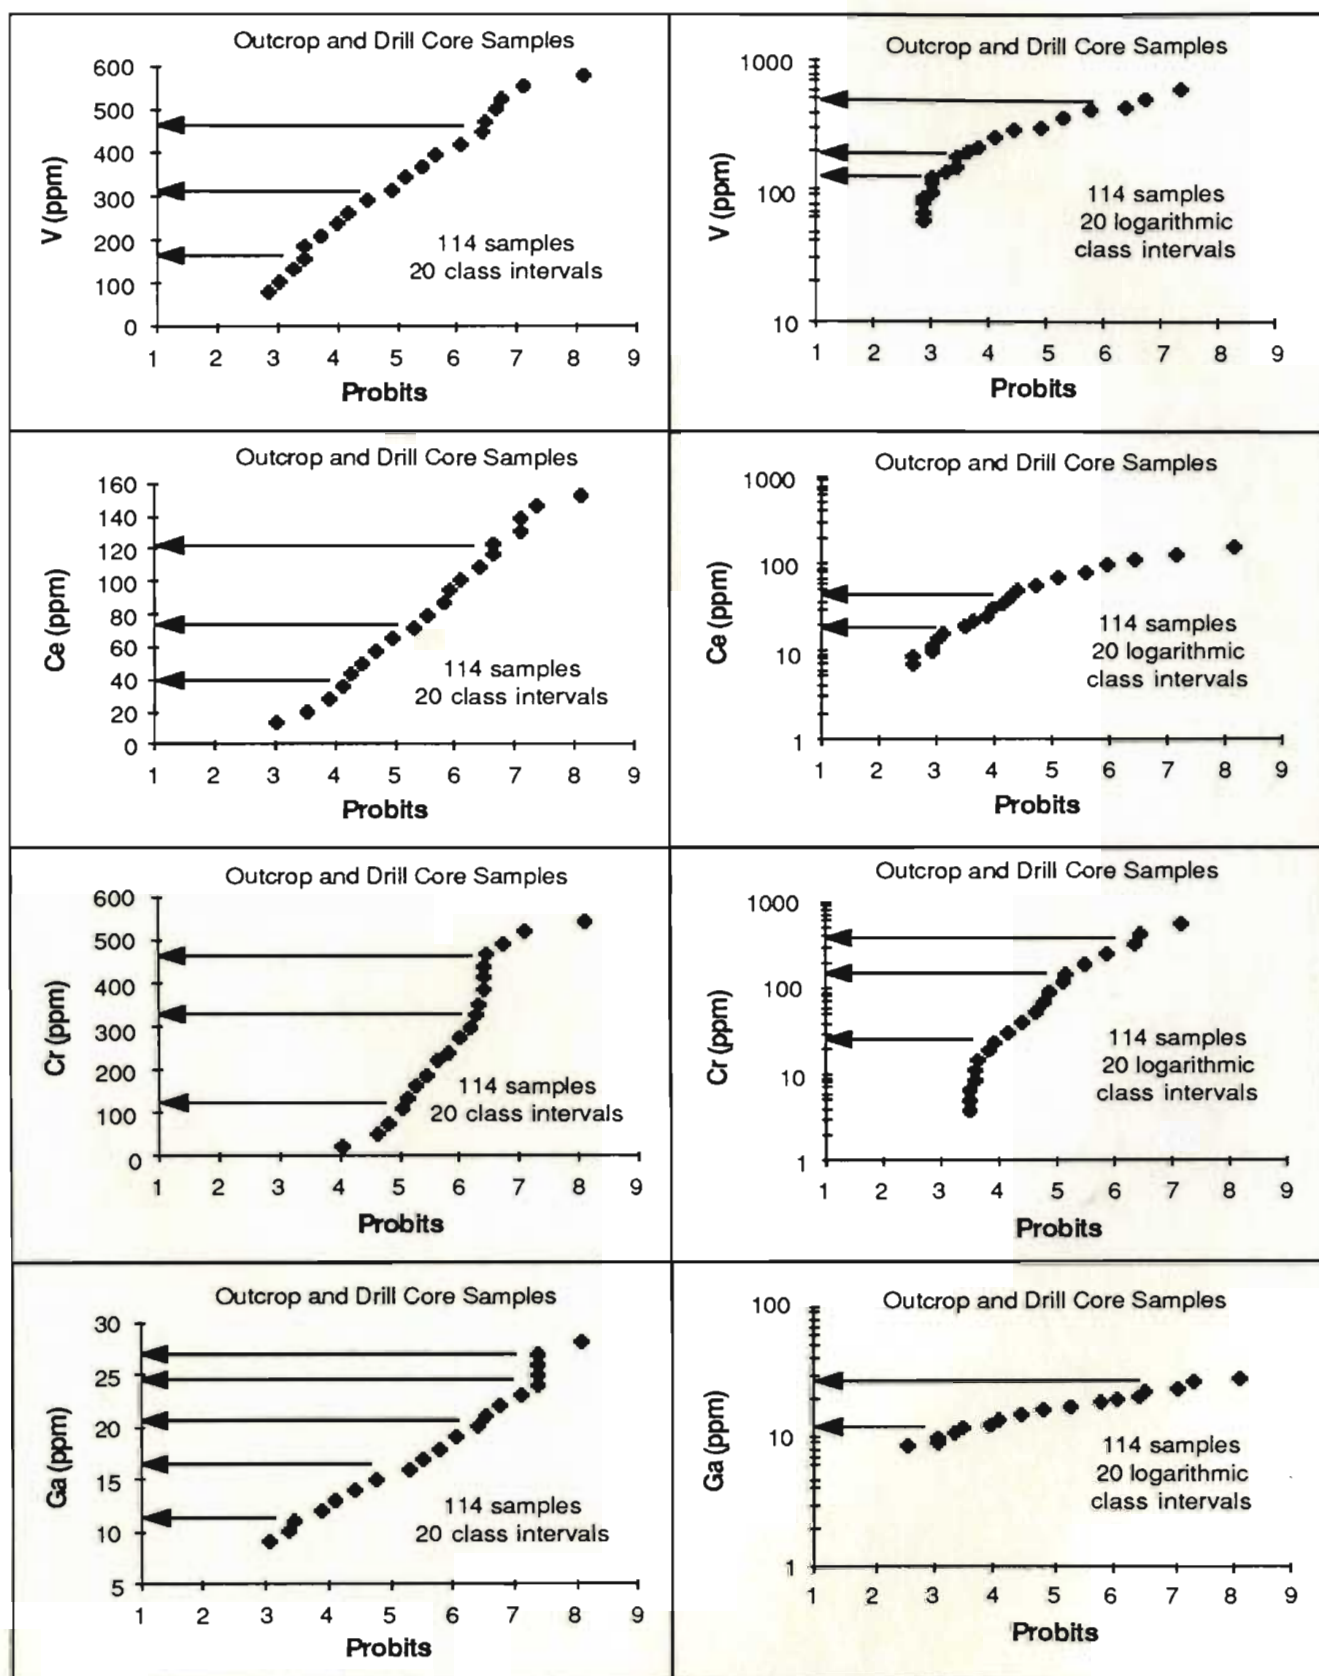 Outcrop and Drill Core Samples
600
500
400
300
200
100
0
V (ppm)
114 samples
20 class intervals
1 2 3 4 5 6 7 8 9
Probits
Outcrop and Drill Core Samples
1000
100
10
V (ppm)
114 samples
20 logarithmic
class intervals
1 2 3 4 5 6 7 8 9
Probits
Outcrop and Drill Core Samples
160
140
120
100
80
60
40
20
0
Ce (ppm)
114 samples
20 class intervals
1 2 3 4 5 6 7 8 9
Probits
Outcrop and Drill Core Samples
1000
100
10
1
Ce (ppm)
114 samples
20 logarithmic
class intervals
1 2 3 4 5 6 7 8 9
Probits
Outcrop and Drill Core Samples
600
500
400
300
200
100
0
Cr (ppm)
114 samples
20 class intervals
1 2 3 4 5 6 7 8 9
Probits
Outcrop and Drill Core Samples
1000
100
10
1
Cr (ppm)
114 samples
20 logarithmic
class intervals
1 2 3 4 5 6 7 8 9
Probits
Outcrop and Drill Core Samples
30
25
20
15
10
5
Ga (ppm)
114 samples
20 class intervals
1 2 3 4 5 6 7 8 9
Probits
Outcrop and Drill Core Samples
100
10
1
Ga (ppm)
114 samples
20 logarithmic
class intervals
1 2 3 4 5 6 7 8 9
Probits